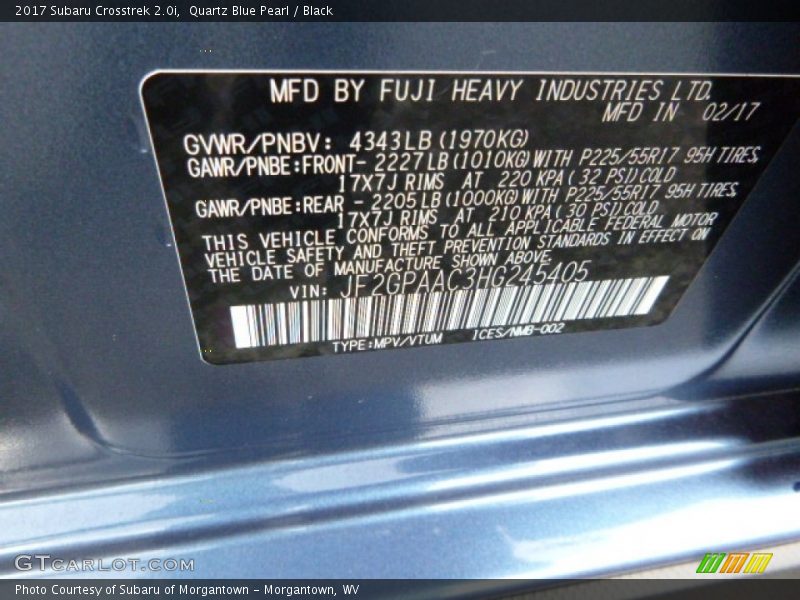 2017 Subaru Crosstrek 2.0i, Quartz Blue Pearl / Black
MFD BY FUJI HEAVY INDUSTRIES LTD.
MFD IN 02/17
GVWR/PNBV: 4343LB (1970KG)
GAWR/PNBE:FRONT- 2227LB (1010KG) WITH P225/55R17 95H TIRES,
17X7J RIMS AT 220 KPA ( 32 PSI) COLD
GAWR/PNBE:REAR - 2205LB (1000KG) WITH P225/55R17 95H TIRES,
17X7J RIMS AT 210 KPA ( 30 PSI) COLD
THIS VEHICLE CONFORMS TO ALL APPLICABLE FEDERAL MOTOR
VEHICLE SAFETY AND THEFT PREVENTION STANDARDS IN EFFECT ON
THE DATE OF MANUFACTURE SHOWN ABOVE.
VIN: JF2GPAAC3HG245405
TYPE:MPV/VTUM ICES/NMB-002
GTCARLOT.COM
Photo Courtesy of Subaru of Morgantown - Morgantown, WV